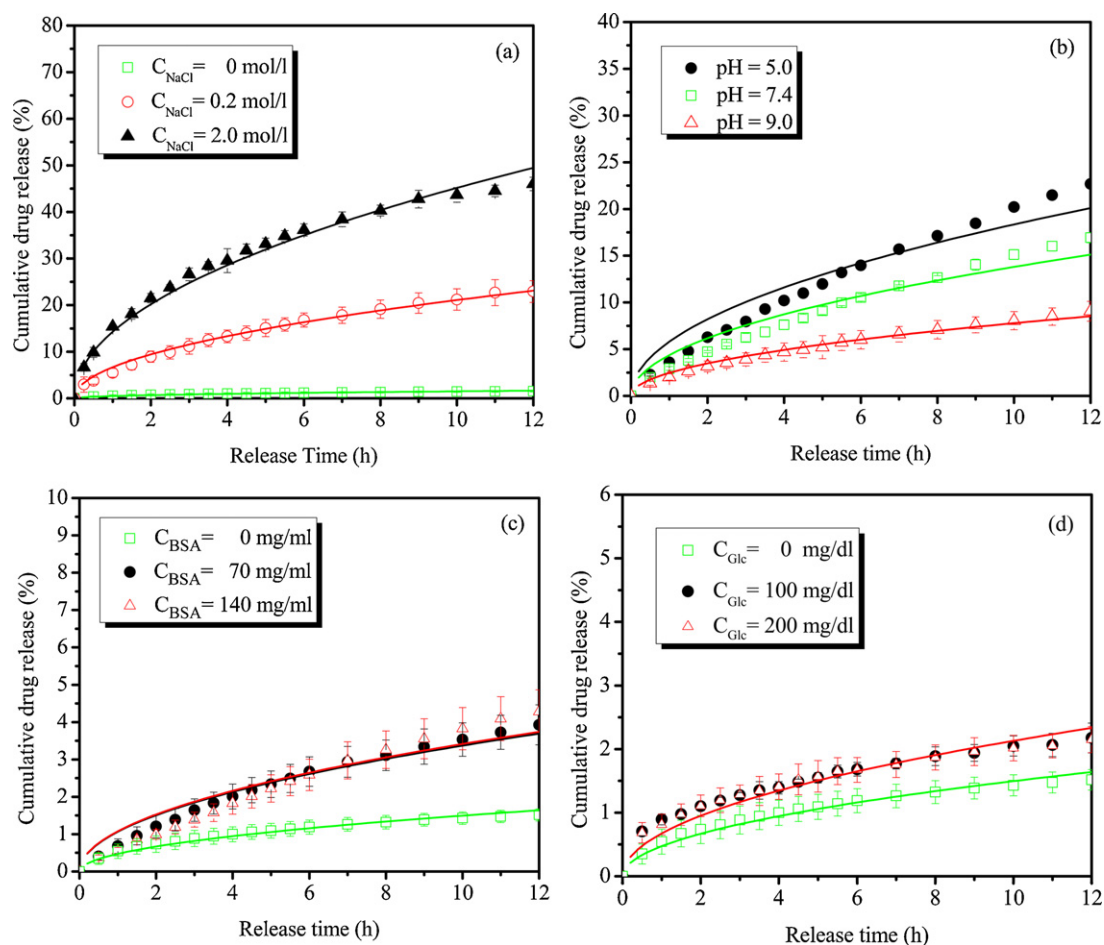 80
70
60
50
40
30
20
10
0
Cumulative drug release (%)
(a)
C_NaCl = 0 mol/l
C_NaCl = 0.2 mol/l
C_NaCl = 2.0 mol/l
0 2 4 6 8 10 12
Release Time (h)
40
35
30
25
20
15
10
5
0
Cumulative drug release (%)
(b)
pH = 5.0
pH = 7.4
pH = 9.0
0 2 4 6 8 10 12
Release time (h)
10
9
8
7
6
5
4
3
2
1
0
Cumulative drug release (%)
(c)
C_BSA = 0 mg/ml
C_BSA = 70 mg/ml
C_BSA = 140 mg/ml
0 2 4 6 8 10 12
Release time (h)
6
5
4
3
2
1
0
Cumulative drug release (%)
(d)
C_Glc = 0 mg/dl
C_Glc = 100 mg/dl
C_Glc = 200 mg/dl
0 2 4 6 8 10 12
Release time (h)